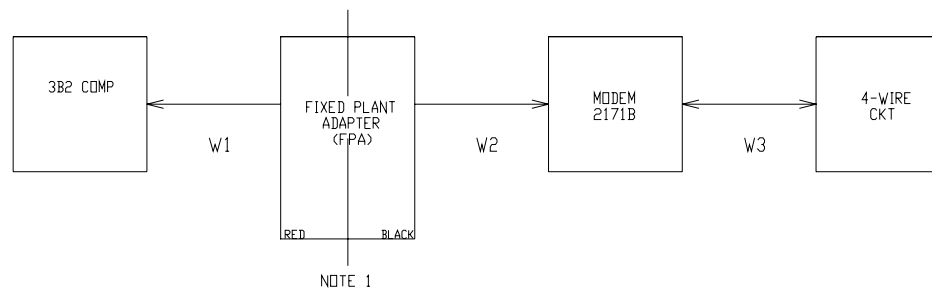 3B2 COMP
W1
FIXED PLANT
ADAPTER
(FPA)
RED
BLACK
NOTE 1
W2
MODEM
2171B
W3
4-WIRE
CKT